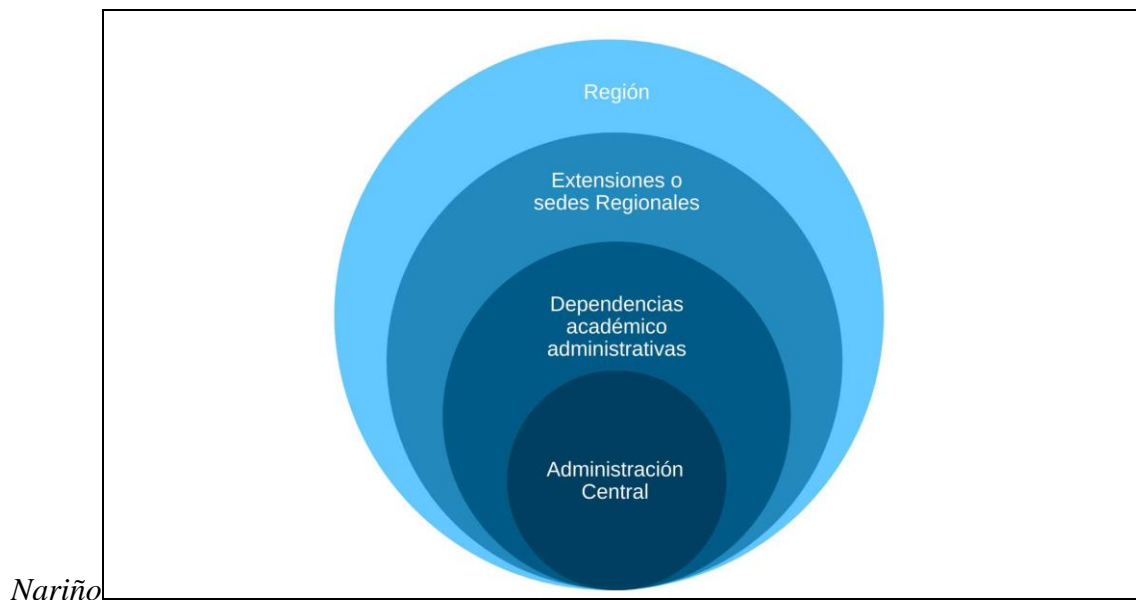 Región
Extensiones o
sedes Regionales
Dependencias
académico
administrativas
Administración
Central
Nariño